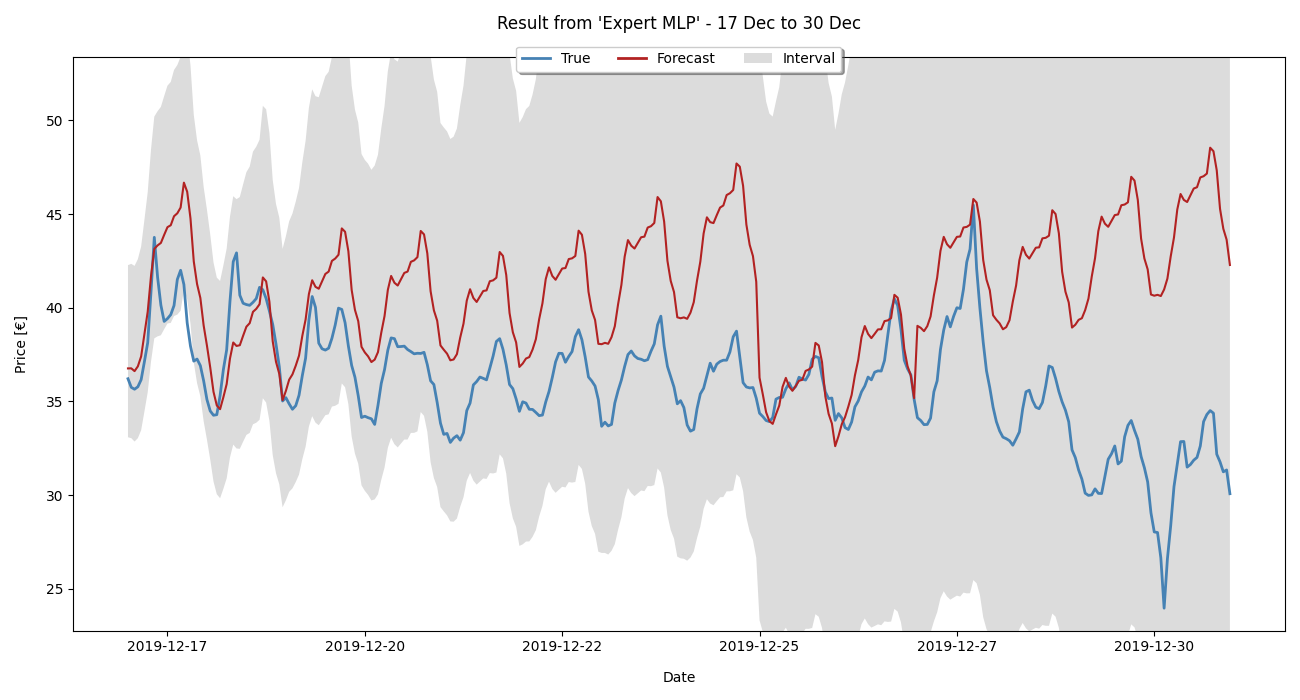 Result from 'Expert MLP' - 17 Dec to 30 Dec
True Forecast Interval
50
45
40
35
30
25
Price [€]
2019-12-17 2019-12-20 2019-12-22 2019-12-25 2019-12-27 2019-12-30
Date